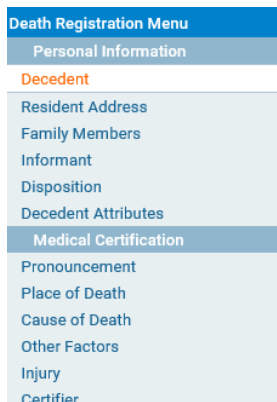 Death Registration Menu
Personal Information
Decedent
Resident Address
Family Members
Informant
Disposition
Decedent Attributes
Medical Certification
Pronouncement
Place of Death
Cause of Death
Other Factors
Injury
Certifier